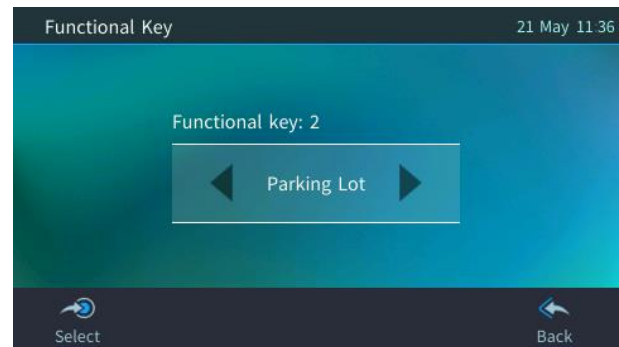 Functional Key 21 May 11:36
Functional key: 2
Parking Lot
Select Back